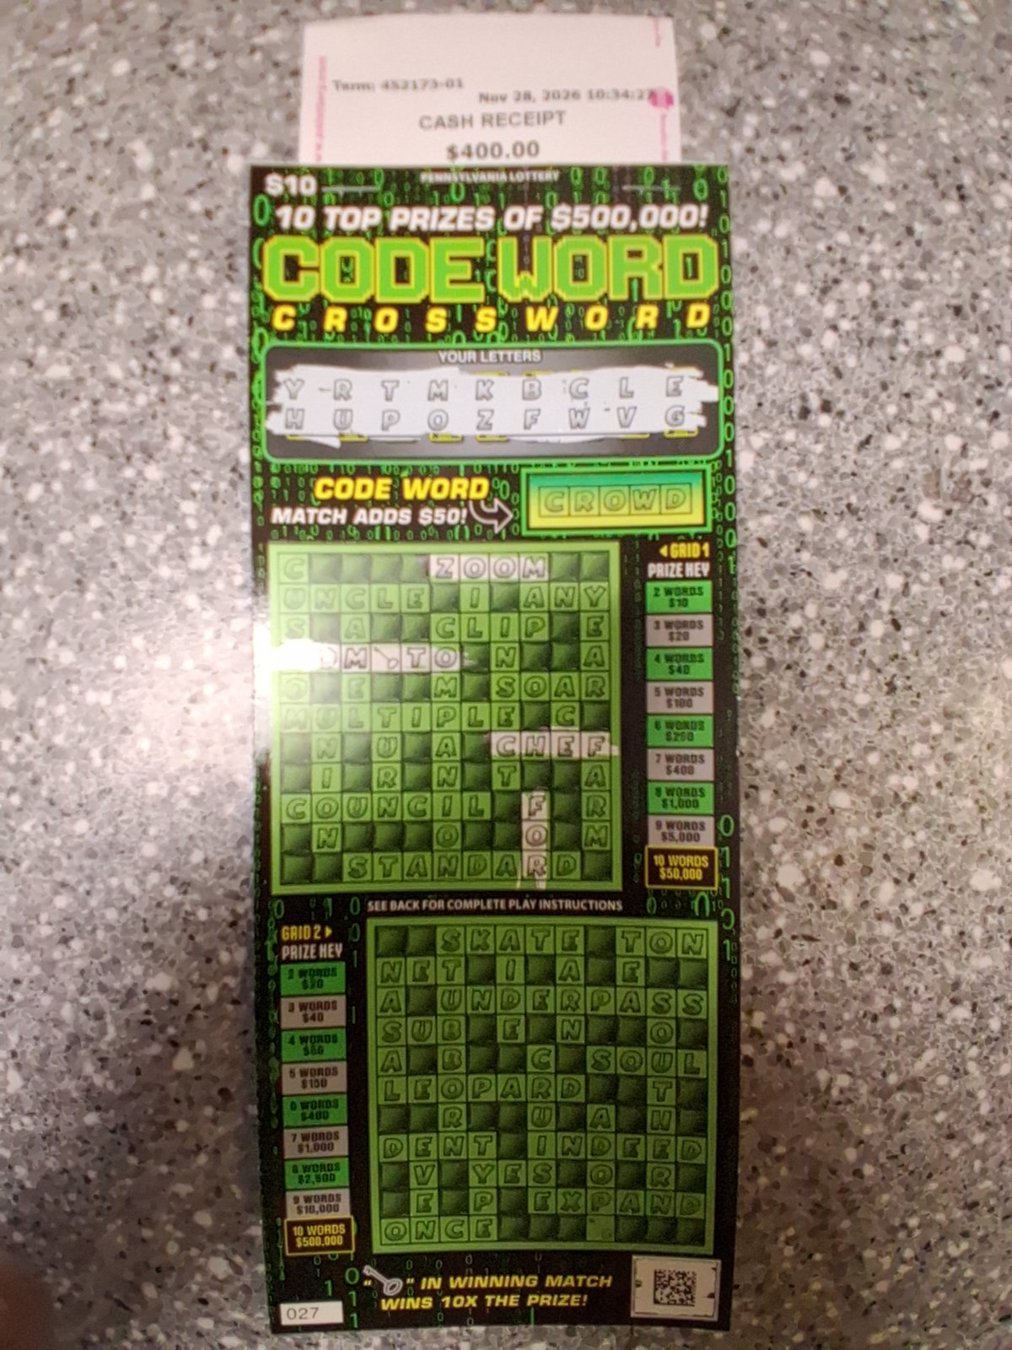 Term: 452173-01
Nov 28, 2026 10:34:27
CASH RECEIPT
$400.00
$10
PENNSYLVANIA LOTTERY
10 TOP PRIZES OF $500,000!
CODE WORD
CROSSWORD
YOUR LETTERS
Y R T M K B C L E
H U P O Z F W V G
CODE WORD
MATCH ADDS $50!
CROWD
C ZOOM
UNCLE I ANY
S A CLIP E
OM TO N A
O E M SOAR
MULTIPLE C
N U A CHEF
I R N T A
COUNCIL F R
N O O M
STANDARD
GRID 1
PRIZE KEY
2 WORDS
$10
3 WORDS
$20
4 WORDS
$40
5 WORDS
$100
6 WORDS
$250
7 WORDS
$400
8 WORDS
$1,000
9 WORDS
$5,000
10 WORDS
$50,000
SEE BACK FOR COMPLETE PLAY INSTRUCTIONS
GRID 2
PRIZE KEY
2 WORDS
$20
3 WORDS
$40
4 WORDS
$60
5 WORDS
$150
6 WORDS
$400
7 WORDS
$1,000
8 WORDS
$2,500
9 WORDS
$10,000
10 WORDS
$500,000
SKATE TON
NET I A E
A UNDERPASS
SUB E N O
A B C SOUL
LEOPARD T
R U A H
DENT INDEED
V YES O R
E P EXPAND
ONCE
" " IN WINNING MATCH
WINS 10X THE PRIZE!
027